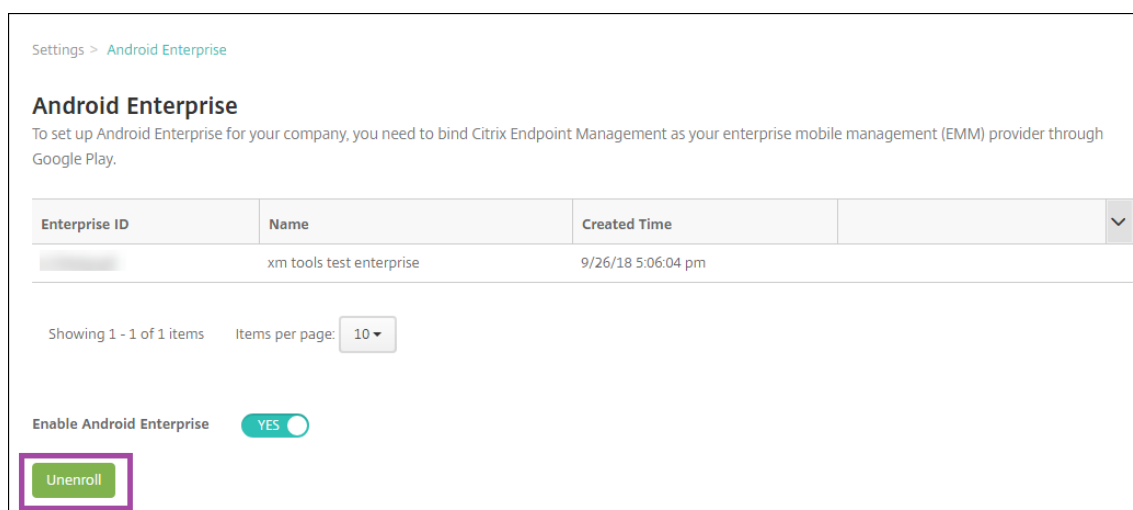 Settings > Android Enterprise
Android Enterprise
To set up Android Enterprise for your company, you need to bind Citrix Endpoint Management as your enterprise mobile management (EMM) provider through
Google Play.
Enterprise ID Name Created Time
xm tools test enterprise 9/26/18 5:06:04 pm
Showing 1 - 1 of 1 items Items per page: 10
Enable Android Enterprise YES
Unenroll